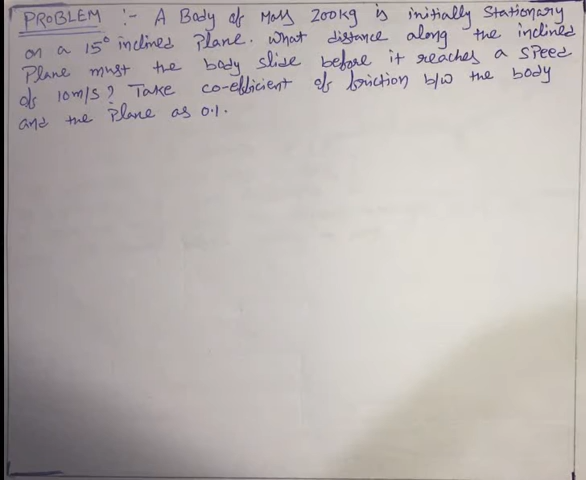 PROBLEM :- A Body of Mass 200kg is initially Stationary
on a 15° inclined Plane. What distance along the inclined
Plane must the body slide before it reaches a speed
of 10m/s? Take co-efficient of friction b/w the body
and the Plane as 0.1.